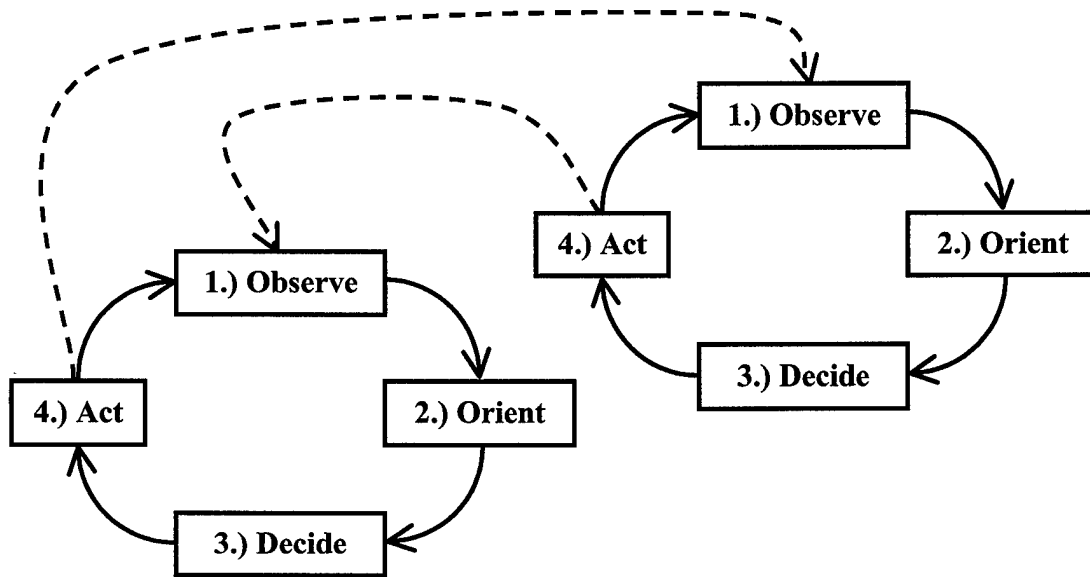 1.) Observe
4.) Act
2.) Orient
3.) Decide
1.) Observe
4.) Act
2.) Orient
3.) Decide